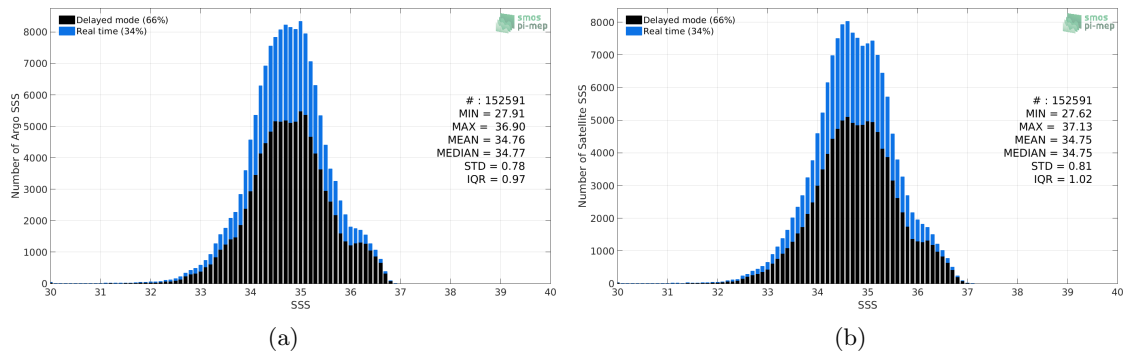 Delayed mode (66%)
Real time (34%)
smos
pi-mep
# : 152591
MIN = 27.91
MAX = 36.90
MEAN = 34.76
MEDIAN = 34.77
STD = 0.78
IQR = 0.97
Number of Argo SSS
8000
7000
6000
5000
4000
3000
2000
1000
0
30 31 32 33 34 35 36 37 38 39 40
SSS
(a)
Delayed mode (66%)
Real time (34%)
smos
pi-mep
# : 152591
MIN = 27.62
MAX = 37.13
MEAN = 34.75
MEDIAN = 34.75
STD = 0.81
IQR = 1.02
Number of Satellite SSS
8000
7000
6000
5000
4000
3000
2000
1000
0
30 31 32 33 34 35 36 37 38 39 40
SSS
(b)